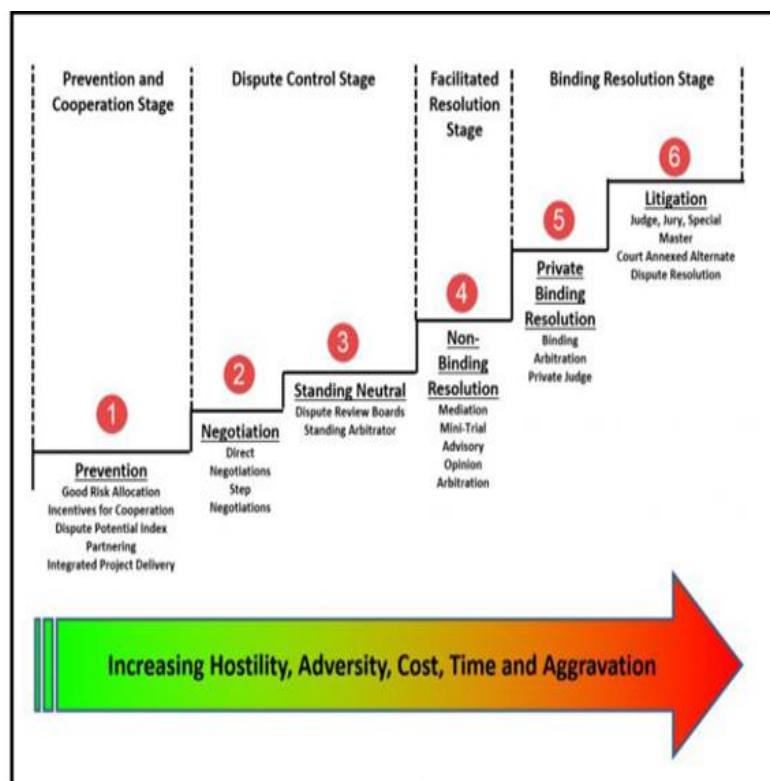 Prevention and
Cooperation Stage
Dispute Control Stage
Facilitated
Resolution
Stage
Binding Resolution Stage
1
Prevention
Good Risk Allocation
Incentives for Cooperation
Dispute Potential Index
Partnering
Integrated Project Delivery
2
Negotiation
Direct
Negotiations
Step
Negotiations
3
Standing Neutral
Dispute Review Boards
Standing Arbitrator
4
Non-
Binding
Resolution
Mediation
Mini-Trial
Advisory
Opinion
Arbitration
5
Private
Binding
Resolution
Binding
Arbitration
Private Judge
6
Litigation
Judge, Jury, Special
Master
Court Annexed Alternate
Dispute Resolution
Increasing Hostility, Adversity, Cost, Time and Aggravation